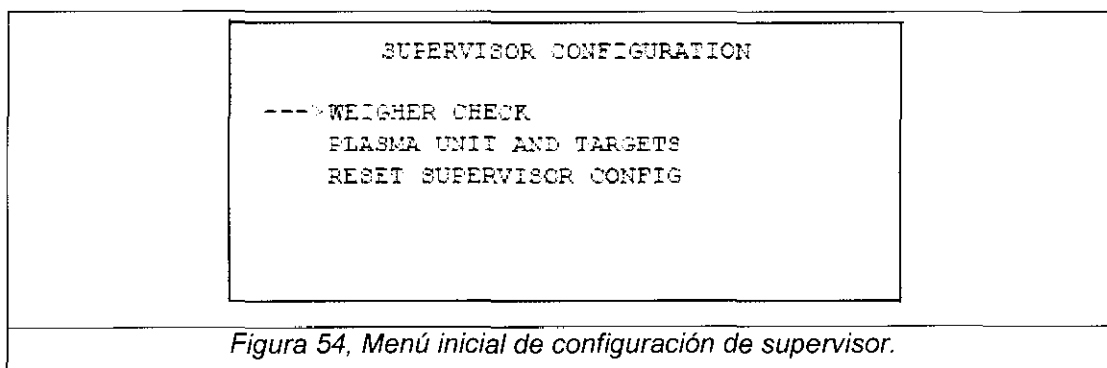 SUPERVISOR CONFIGURATION
--->WEIGHER CHECK
PLASMA UNIT AND TARGETS
RESET SUPERVISOR CONFIG
Figura 54, Menú inicial de configuración de supervisor.